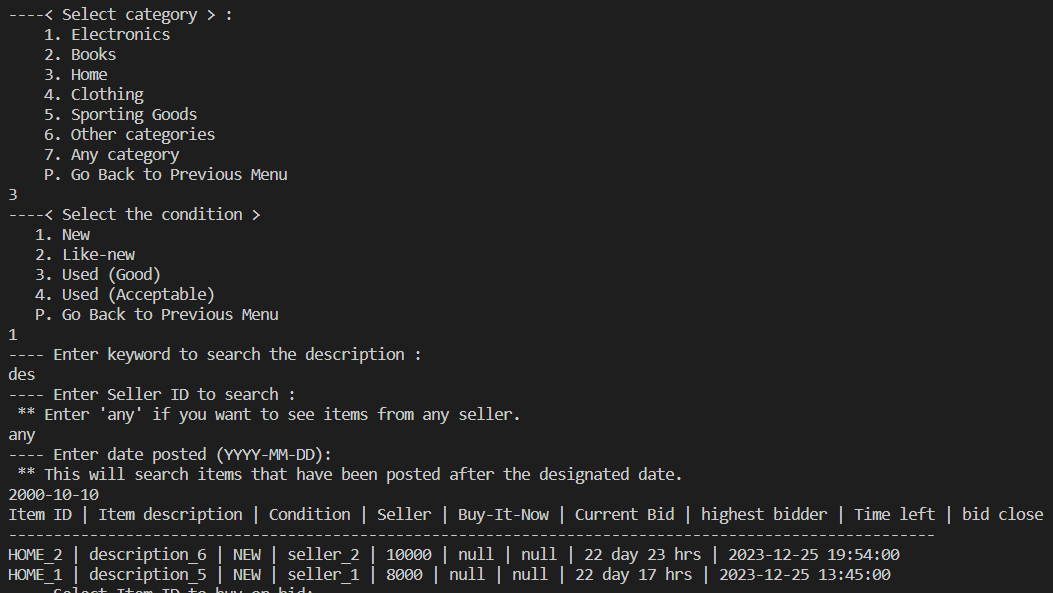 ----< Select category > :
    1. Electronics
    2. Books
    3. Home
    4. Clothing
    5. Sporting Goods
    6. Other categories
    7. Any category
    P. Go Back to Previous Menu
3
----< Select the condition >
   1. New
   2. Like-new
   3. Used (Good)
   4. Used (Acceptable)
   P. Go Back to Previous Menu
1
---- Enter keyword to search the description :
des
---- Enter Seller ID to search :
 ** Enter 'any' if you want to see items from any seller.
any
---- Enter date posted (YYYY-MM-DD):
 ** This will search items that have been posted after the designated date.
2000-10-10
Item ID | Item description | Condition | Seller | Buy-It-Now | Current Bid | highest bidder | Time left | bid close
-------------------------------------------------------------------------------------------------------
HOME_2 | description_6 | NEW | seller_2 | 10000 | null | null | 22 day 23 hrs | 2023-12-25 19:54:00
HOME_1 | description_5 | NEW | seller_1 | 8000 | null | null | 22 day 17 hrs | 2023-12-25 13:45:00
---- Select Item ID to buy or bid: